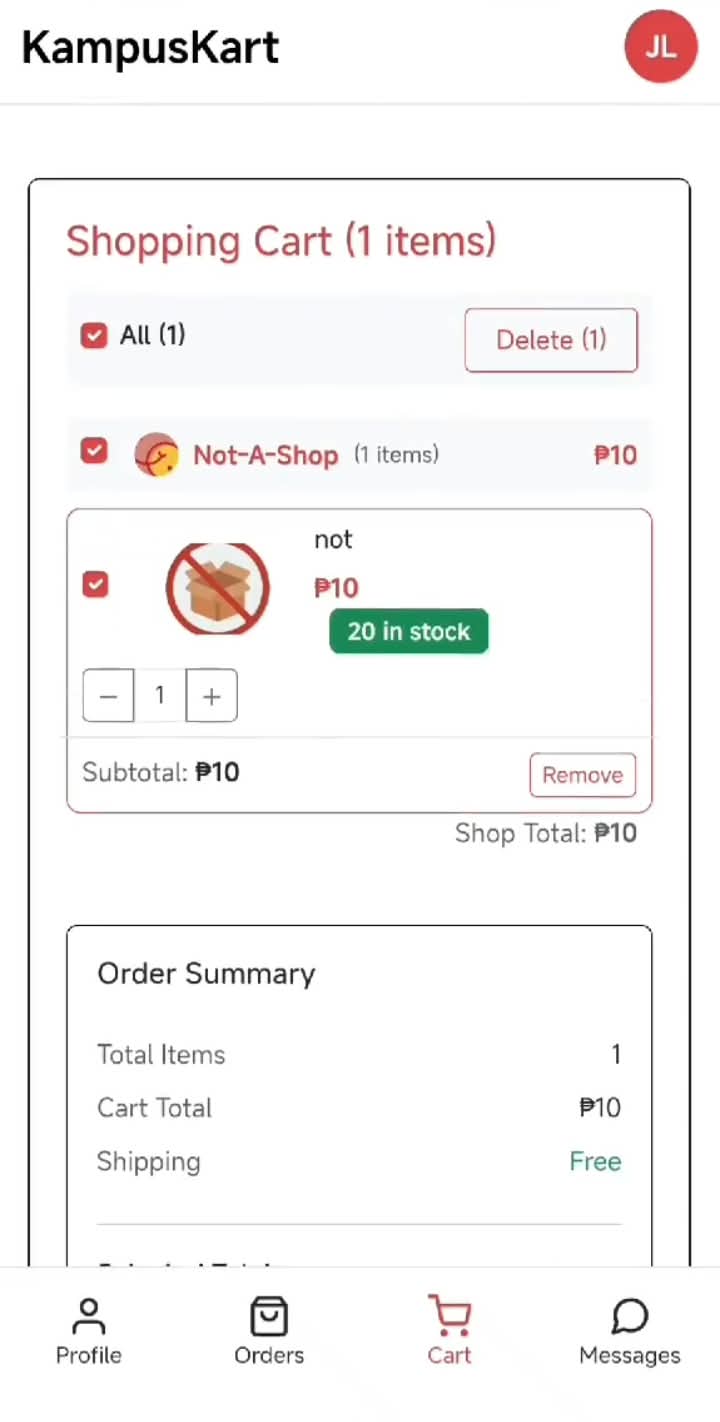 KampusKart
JL
Shopping Cart (1 items)
All (1)
Delete (1)
Not-A-Shop (1 items) ₱10
not
₱10
20 in stock
− 1 +
Subtotal: ₱10
Remove
Shop Total: ₱10
Order Summary
Total Items 1
Cart Total ₱10
Shipping Free
Profile Orders Cart Messages